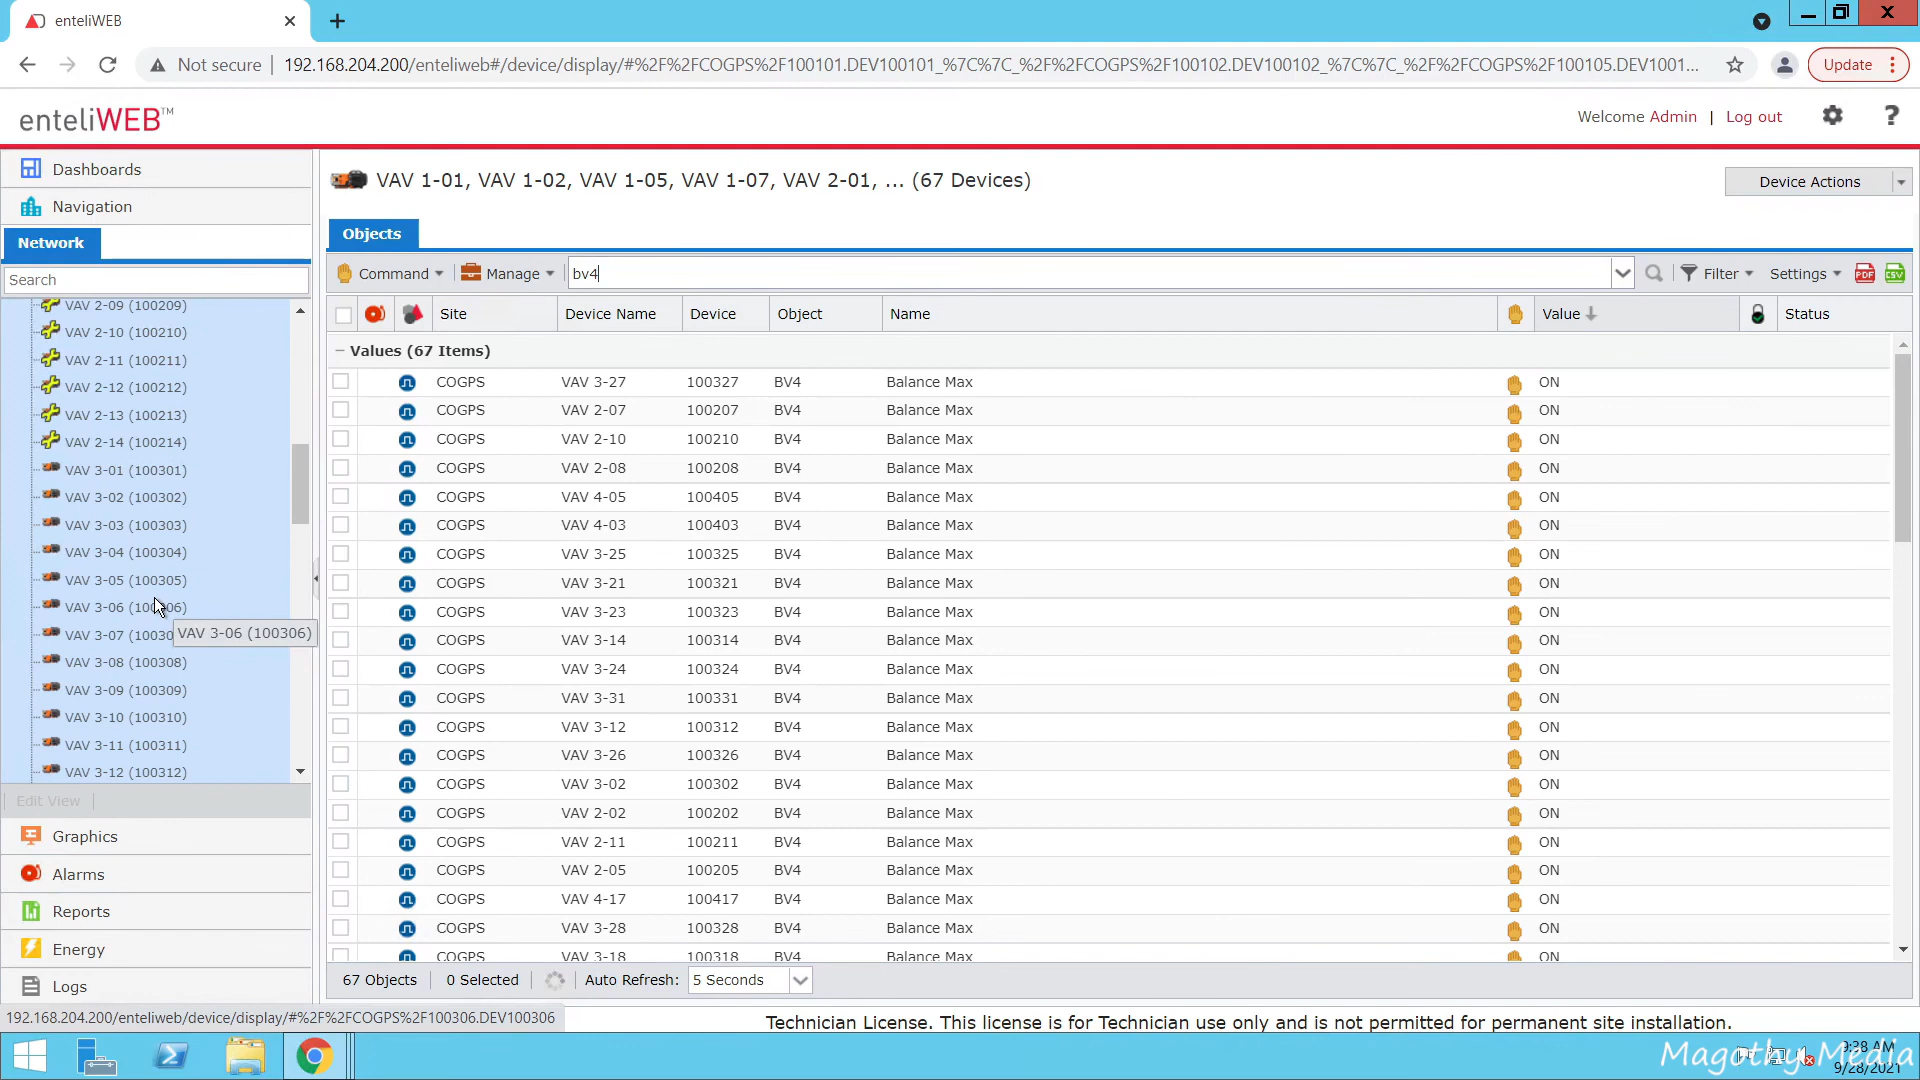 enteliWEB
Not secure
192.168.204.200/enteliweb#/device/display/#%2F%2FCOGPS%2F100101.DEV100101_%7C%7C_%2F%2FCOGPS%2F100102.DEV100102_%7C%7C_%2F%2FCOGPS%2F100105.DEV1001...
Update
enteliWEB™
Welcome Admin | Log out
?
Dashboards
Navigation
Network
Search
VAV 2-09 (100209)
VAV 2-10 (100210)
VAV 2-11 (100211)
VAV 2-12 (100212)
VAV 2-13 (100213)
VAV 2-14 (100214)
VAV 3-01 (100301)
VAV 3-02 (100302)
VAV 3-03 (100303)
VAV 3-04 (100304)
VAV 3-05 (100305)
VAV 3-06 (100306)
VAV 3-07 (10030
VAV 3-06 (100306)
VAV 3-08 (100308)
VAV 3-09 (100309)
VAV 3-10 (100310)
VAV 3-11 (100311)
VAV 3-12 (100312)
Edit View
Graphics
Alarms
Reports
Energy
Logs
192.168.204.200/enteliweb/device/display/#%2F%2FCOGPS%2F100306.DEV100306
VAV 1-01, VAV 1-02, VAV 1-05, VAV 1-07, VAV 2-01, ... (67 Devices)
Device Actions
Objects
Command Manage bv4 Filter Settings PDF CSV
Site Device Name Device Object Name Value Status
Values (67 Items)
COGPS VAV 3-27 100327 BV4 Balance Max ON
COGPS VAV 2-07 100207 BV4 Balance Max ON
COGPS VAV 2-10 100210 BV4 Balance Max ON
COGPS VAV 2-08 100208 BV4 Balance Max ON
COGPS VAV 4-05 100405 BV4 Balance Max ON
COGPS VAV 4-03 100403 BV4 Balance Max ON
COGPS VAV 3-25 100325 BV4 Balance Max ON
COGPS VAV 3-21 100321 BV4 Balance Max ON
COGPS VAV 3-23 100323 BV4 Balance Max ON
COGPS VAV 3-14 100314 BV4 Balance Max ON
COGPS VAV 3-24 100324 BV4 Balance Max ON
COGPS VAV 3-31 100331 BV4 Balance Max ON
COGPS VAV 3-12 100312 BV4 Balance Max ON
COGPS VAV 3-26 100326 BV4 Balance Max ON
COGPS VAV 3-02 100302 BV4 Balance Max ON
COGPS VAV 2-02 100202 BV4 Balance Max ON
COGPS VAV 2-11 100211 BV4 Balance Max ON
COGPS VAV 2-05 100205 BV4 Balance Max ON
COGPS VAV 4-17 100417 BV4 Balance Max ON
COGPS VAV 3-28 100328 BV4 Balance Max ON
COGPS VAV 3-18 100318 BV4 Balance Max ON
67 Objects 0 Selected Auto Refresh: 5 Seconds
Technician License. This license is for Technician use only and is not permitted for permanent site installation.
9:38 AM
Magothy Media
9/28/2021